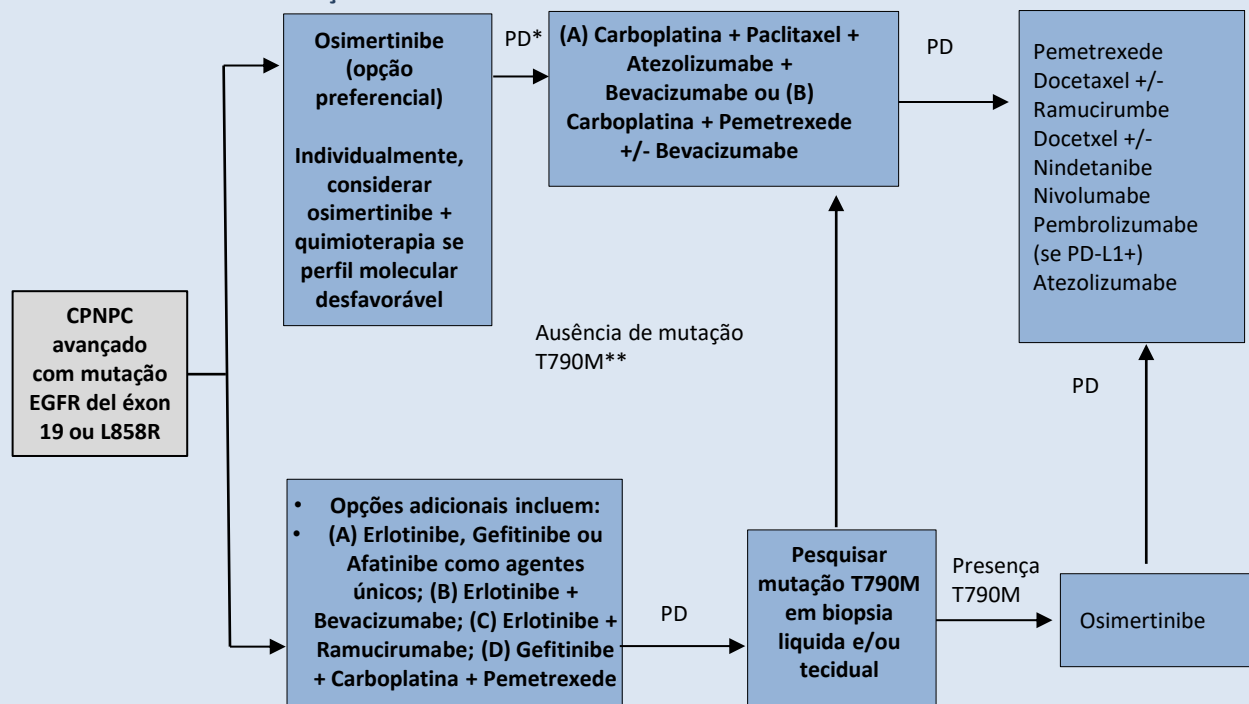 Osimertinibe
(opção
preferencial)
Individualmente,
considerar
osimertinibe +
quimioterapia se
perfil molecular
desfavorável
PD*
(A) Carboplatina + Paclitaxel +
Atezolizumabe +
Bevacizumabe ou (B)
Carboplatina + Pemetrexede
+/- Bevacizumabe
PD
Pemetrexede
Docetaxel +/-
Ramucirumbe
Docetxel +/-
Nindetanibe
Nivolumabe
Pembrolizumabe
(se PD-L1+)
Atezolizumabe
CPNPC
avançado
com mutação
EGFR del éxon
19 ou L858R
Ausência de mutação
T790M**
PD
• Opções adicionais incluem:
• (A) Erlotinibe, Gefitinibe ou
Afatinibe como agentes
únicos; (B) Erlotinibe +
Bevacizumabe; (C) Erlotinibe +
Ramucirumabe; (D) Gefitinibe
+ Carboplatina + Pemetrexede
PD
Pesquisar
mutação T790M
em biopsia
liquida e/ou
tecidual
Presença
T790M
Osimertinibe